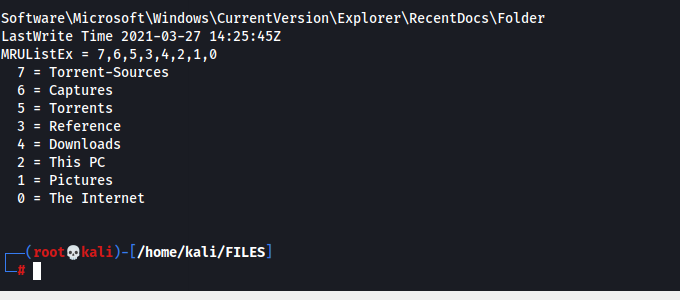 Software\Microsoft\Windows\CurrentVersion\Explorer\RecentDocs\Folder
LastWrite Time 2021-03-27 14:25:45Z
MRUListEx = 7,6,5,3,4,2,1,0
  7 = Torrent-Sources
  6 = Captures
  5 = Torrents
  3 = Reference
  4 = Downloads
  2 = This PC
  1 = Pictures
  0 = The Internet
┌──(root💀kali)-[/home/kali/FILES]
└─#